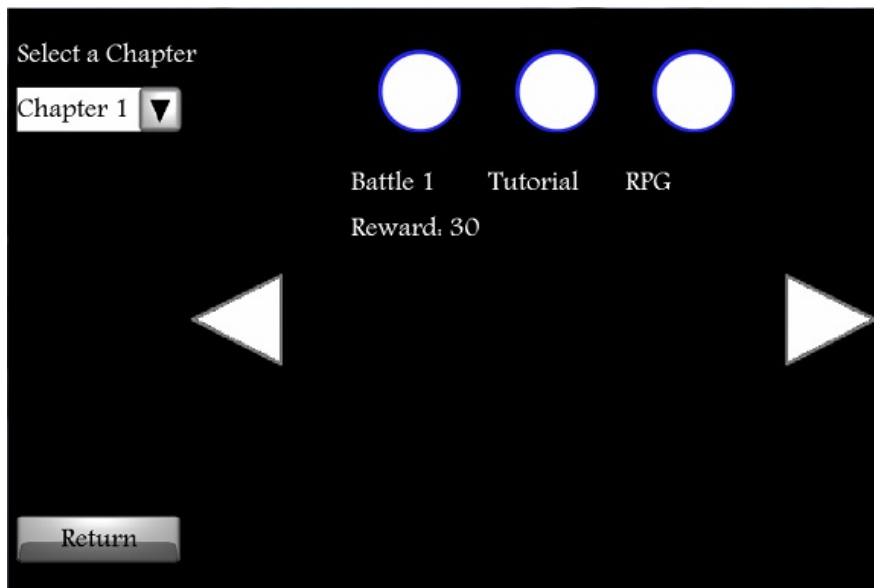 Select a Chapter
Chapter 1
Battle 1 Tutorial RPG
Reward: 30
Return